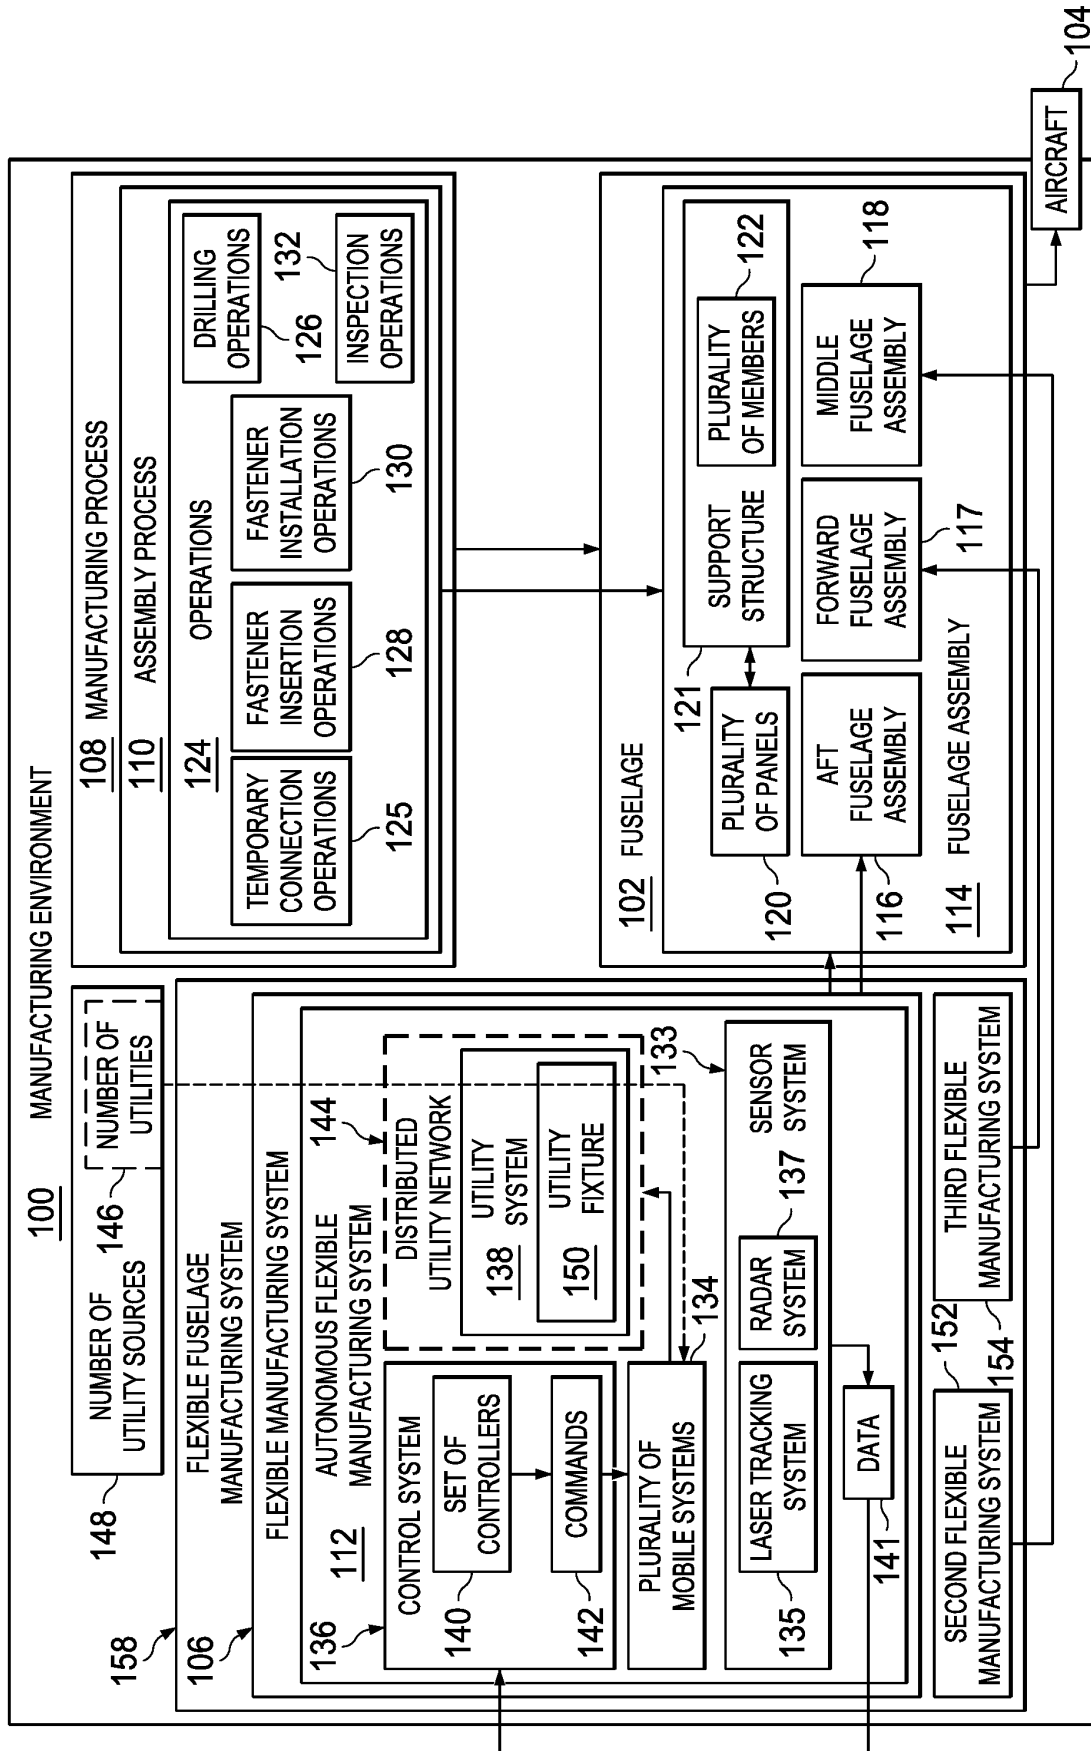 100
MANUFACTURING ENVIRONMENT
148
NUMBER OF
UTILITY SOURCES
146
NUMBER OF
UTILITIES
158
FLEXIBLE FUSELAGE
MANUFACTURING SYSTEM
106
FLEXIBLE MANUFACTURING SYSTEM
AUTONOMOUS FLEXIBLE
MANUFACTURING SYSTEM
112
136
CONTROL SYSTEM
140
SET OF
CONTROLLERS
142
COMMANDS
144
DISTRIBUTED
UTILITY NETWORK
UTILITY
SYSTEM
138
UTILITY
FIXTURE
150
PLURALITY OF
MOBILE SYSTEMS
134
133
SENSOR
SYSTEM
LASER TRACKING
SYSTEM
135
RADAR
SYSTEM
137
DATA
141
SECOND FLEXIBLE
MANUFACTURING SYSTEM
152
THIRD FLEXIBLE
MANUFACTURING SYSTEM
154
108
MANUFACTURING PROCESS
110
ASSEMBLY PROCESS
124
OPERATIONS
TEMPORARY
CONNECTION
OPERATIONS
125
FASTENER
INSERTION
OPERATIONS
128
FASTENER
INSTALLATION
OPERATIONS
130
DRILLING
OPERATIONS
126
132
INSPECTION
OPERATIONS
102
FUSELAGE
121
SUPPORT
STRUCTURE
PLURALITY
OF MEMBERS
122
PLURALITY
OF PANELS
120
AFT
FUSELAGE
ASSEMBLY
116
FORWARD
FUSELAGE
ASSEMBLY
117
MIDDLE
FUSELAGE
ASSEMBLY
118
114
FUSELAGE ASSEMBLY
AIRCRAFT
104